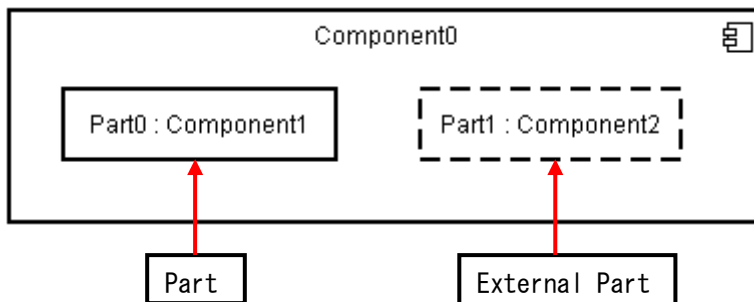 Component0
Part0 : Component1
Part1 : Component2
Part
External Part